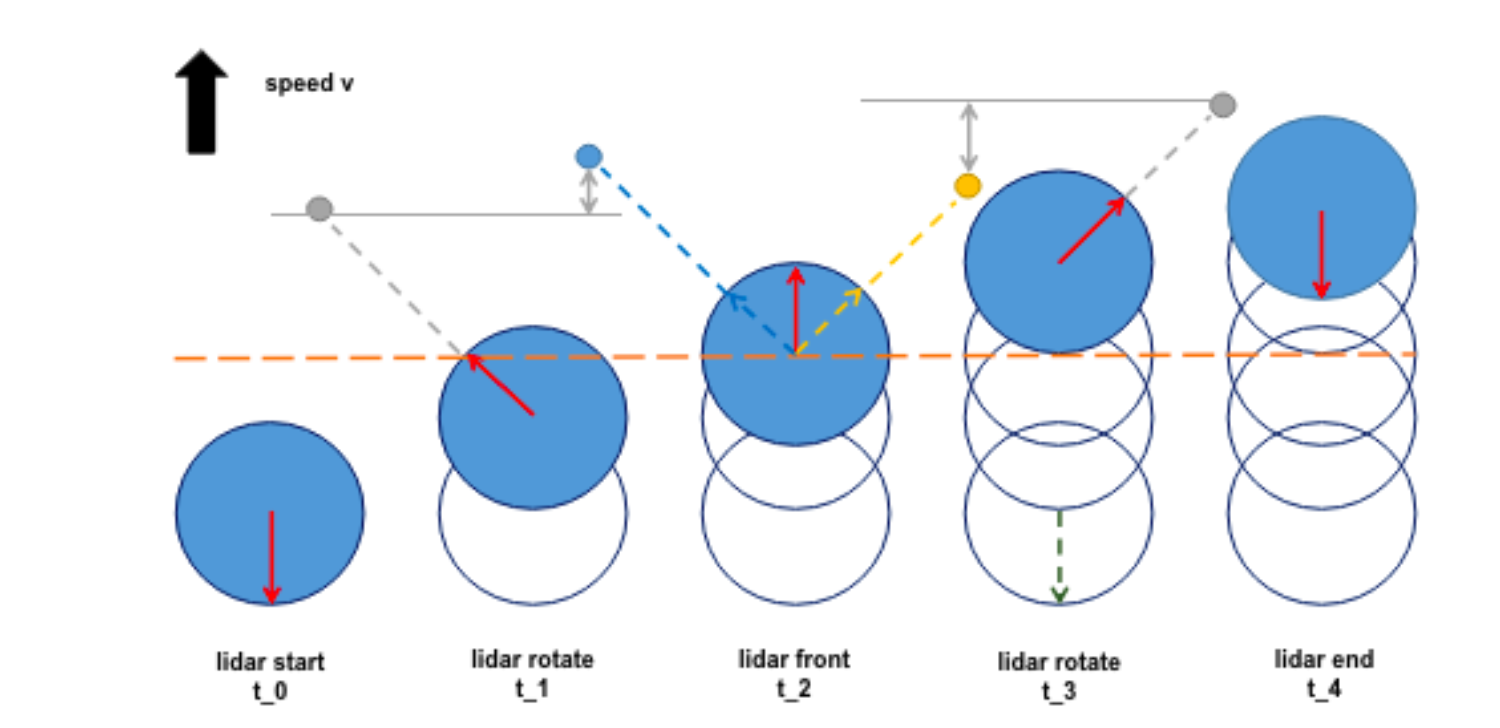 speed v
lidar start
t_0
lidar rotate
t_1
lidar front
t_2
lidar rotate
t_3
lidar end
t_4